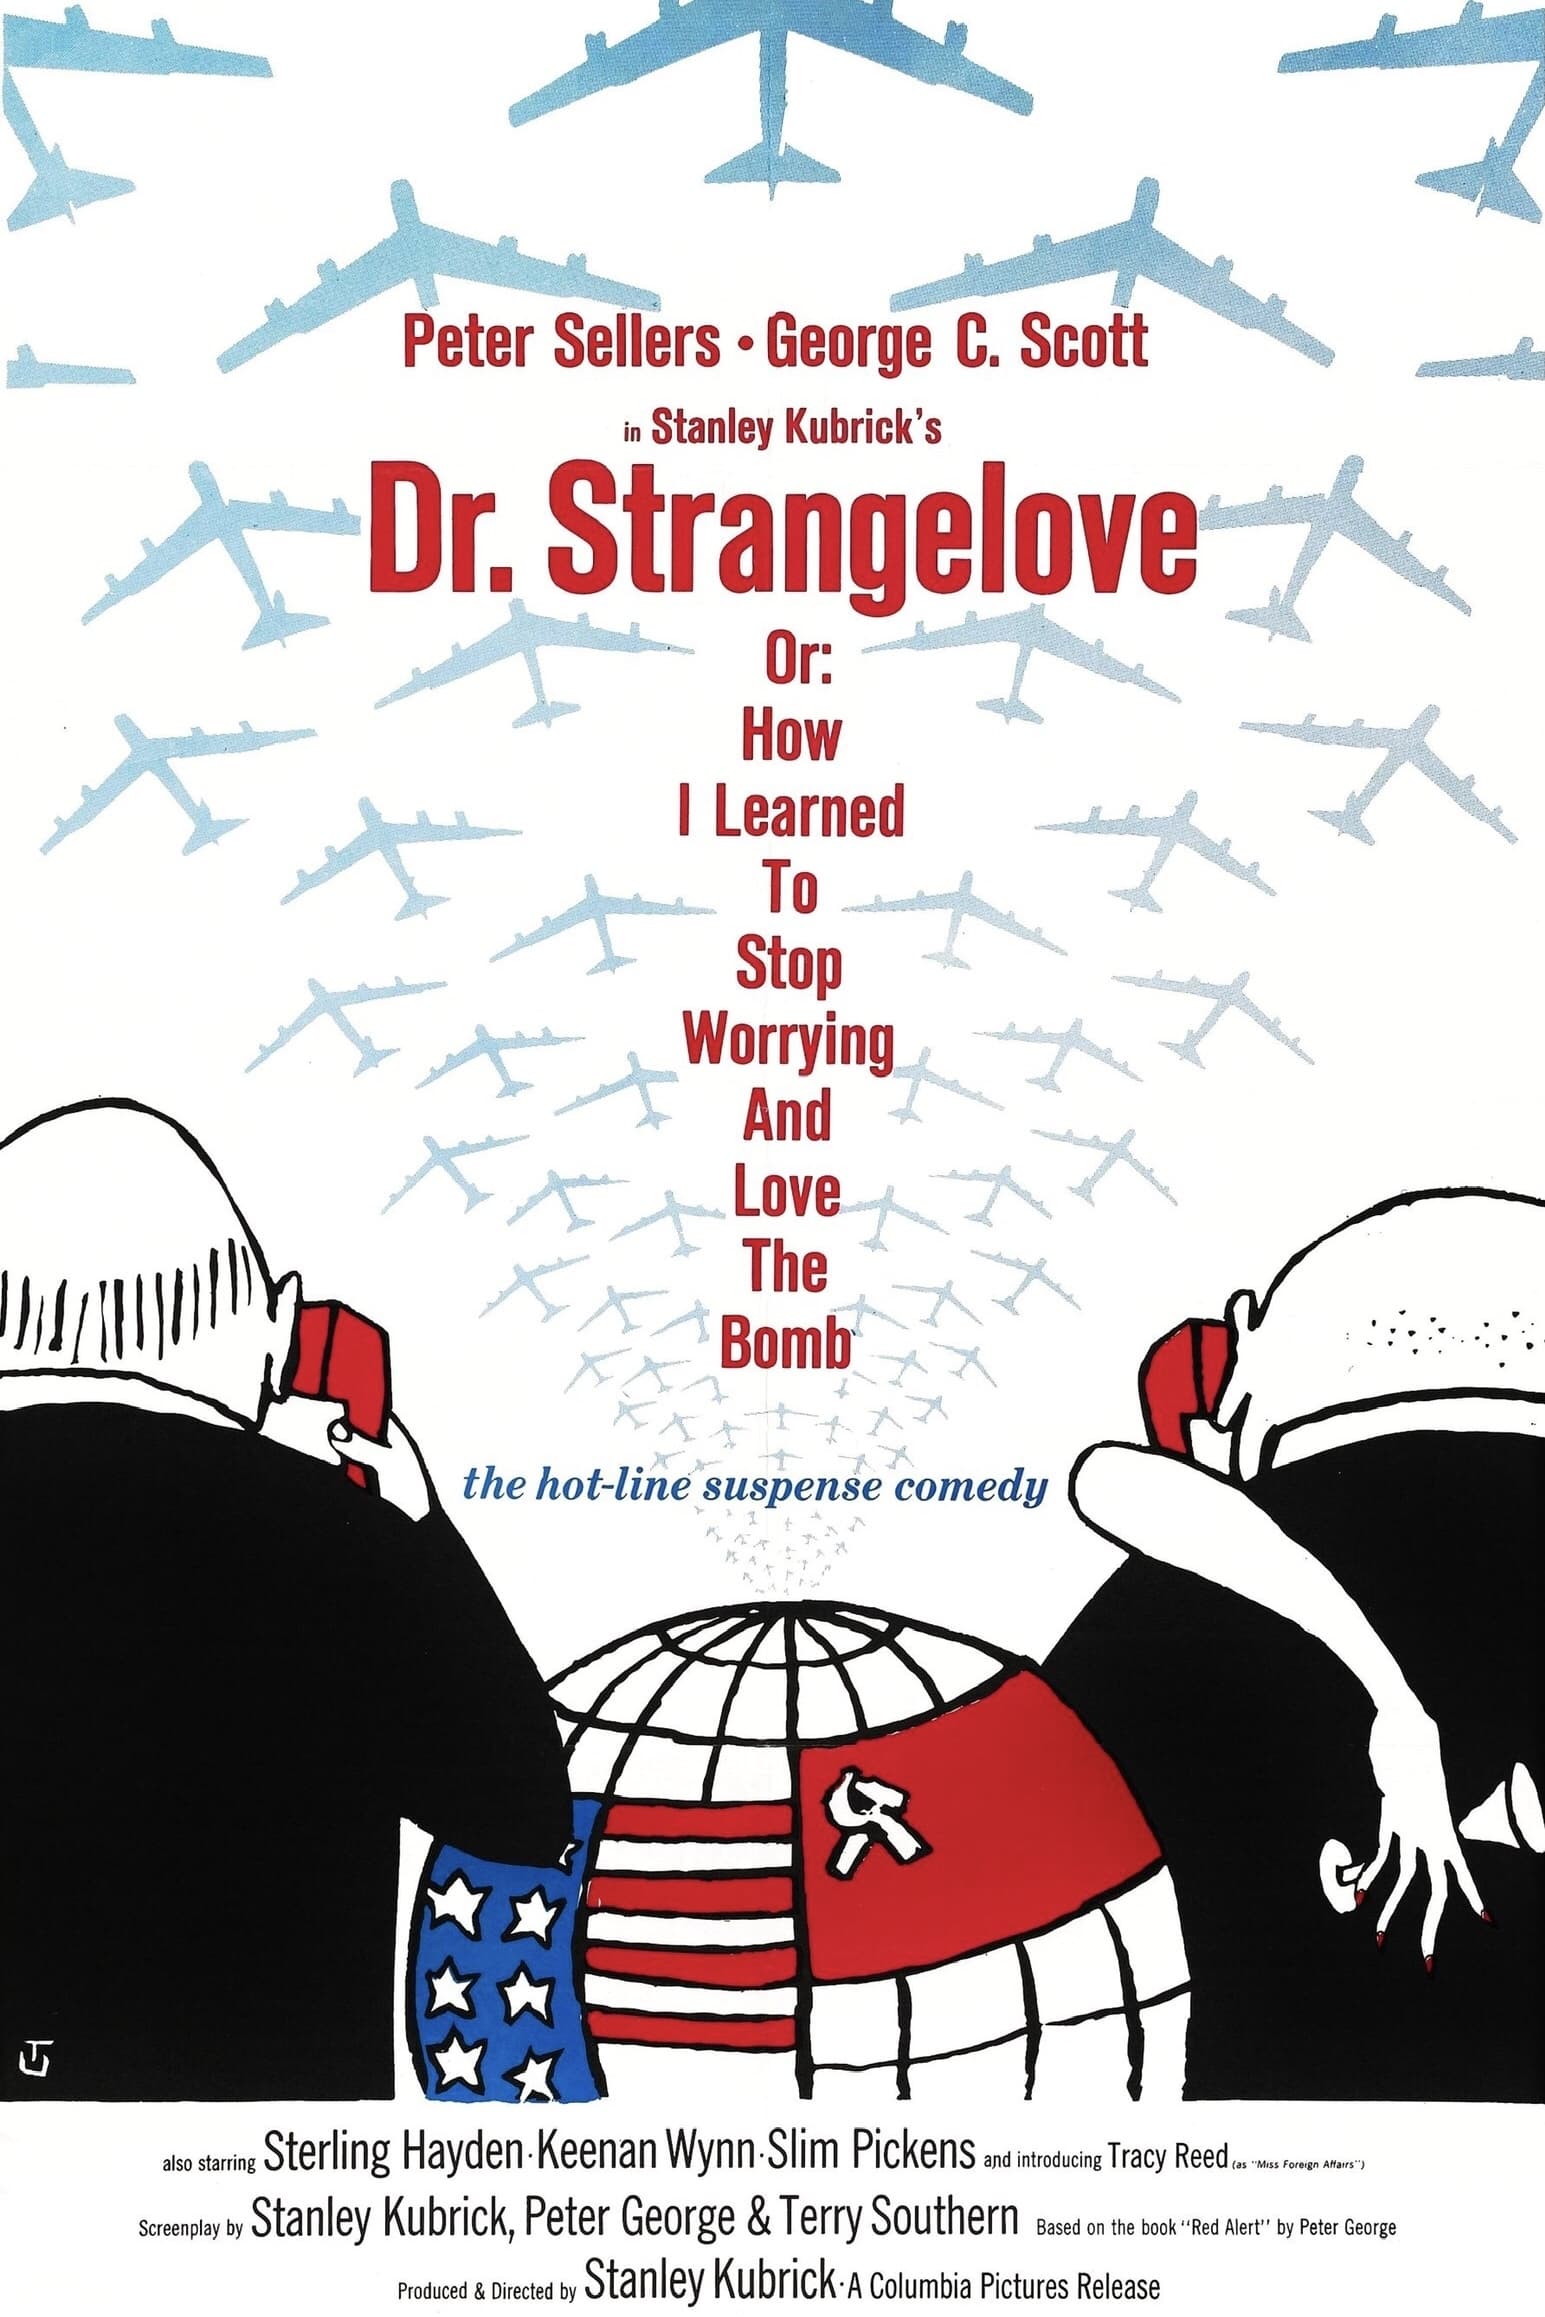 Peter Sellers • George C. Scott
in Stanley Kubrick's
Dr. Strangelove
Or:
How
I Learned
To
Stop
Worrying
And
Love
The
Bomb
the hot-line suspense comedy
also starring Sterling Hayden·Keenan Wynn·Slim Pickens and introducing Tracy Reed (as "Miss Foreign Affairs")
Screenplay by Stanley Kubrick, Peter George & Terry Southern Based on the book "Red Alert" by Peter George
Produced & Directed by Stanley Kubrick·A Columbia Pictures Release